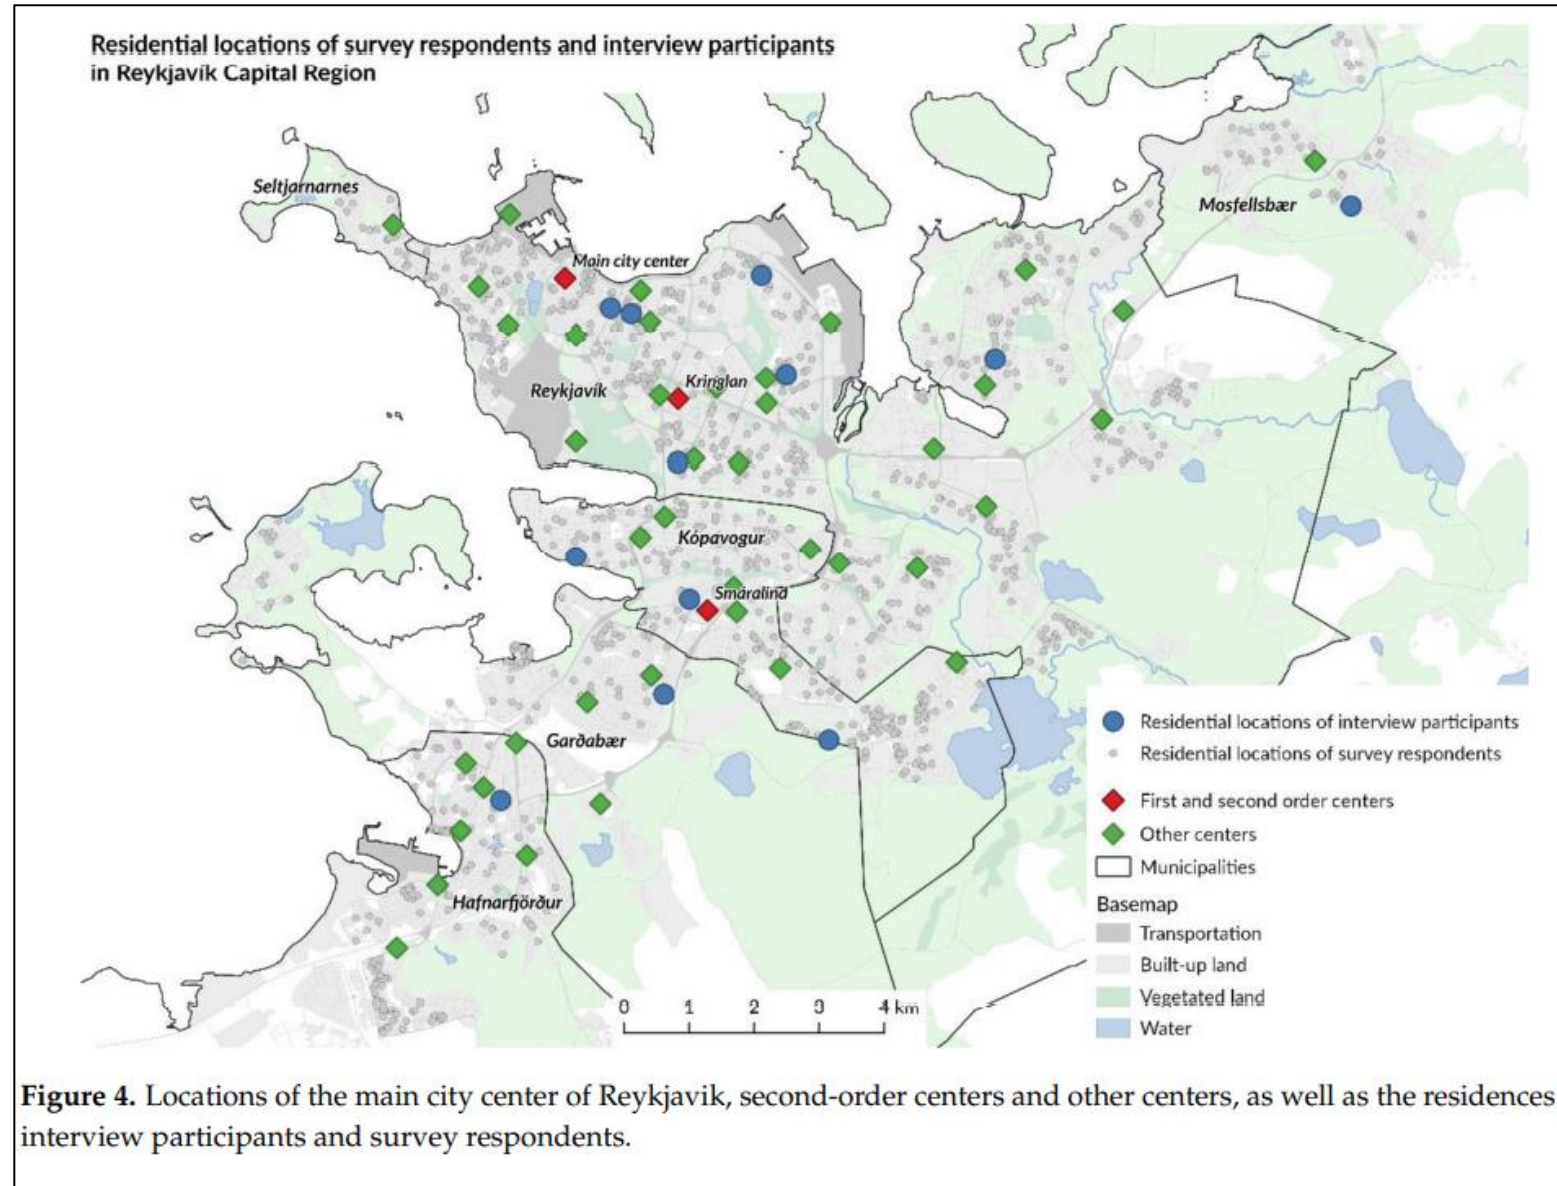 Residential locations of survey respondents and interview participants
in Reykjavík Capital Region
Seltjarnarnes
Mosfellsbær
Main city center
Reykjavík
Kringlan
Kópavogur
Smáralind
Garðabær
Hafnarfjörður
Residential locations of interview participants
Residential locations of survey respondents
First and second order centers
Other centers
Municipalities
Basemap
Transportation
Built-up land
Vegetated land
Water
0 1 2 3 4 km
Figure 4. Locations of the main city center of Reykjavik, second-order centers and other centers, as well as the residences
interview participants and survey respondents.